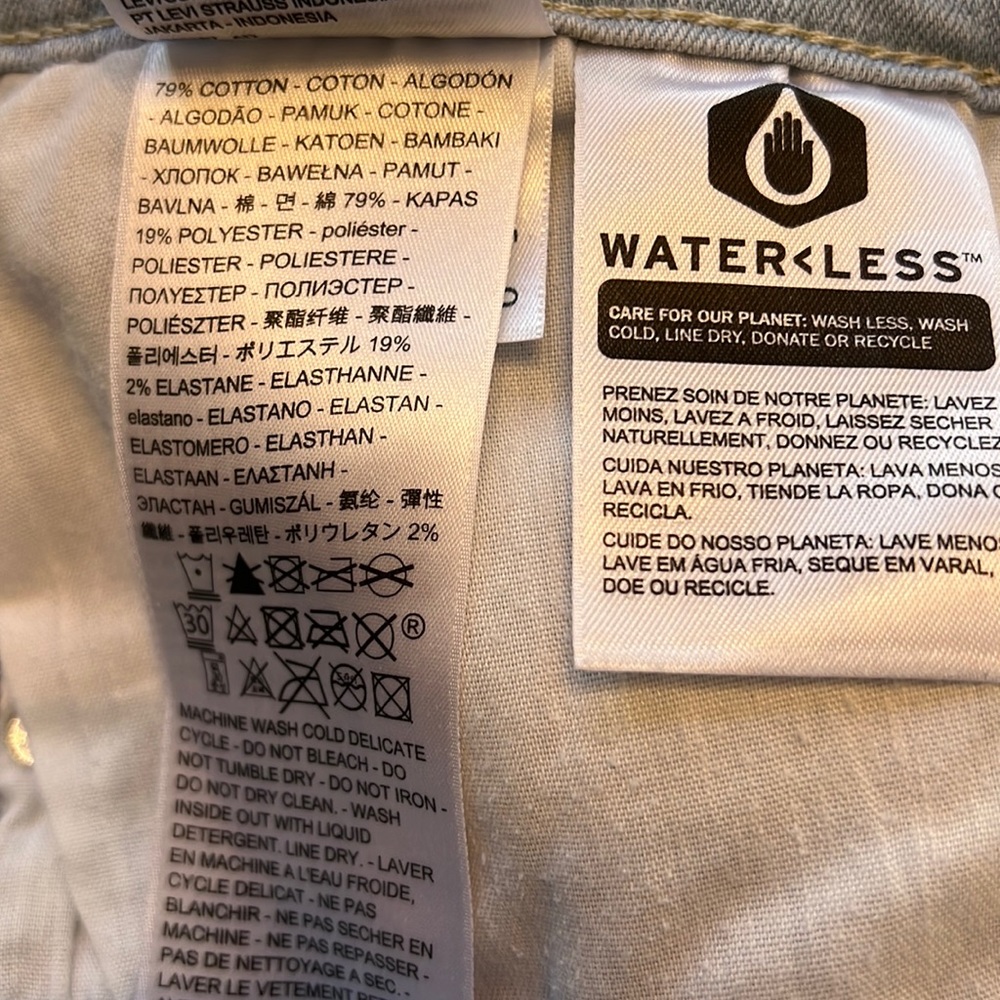 PT LEVI STRAUSS INDONES
JAKARTA - INDONESIA
79% COTTON - COTON - ALGODÓN
- ALGODÃO - PAMUK - COTONE -
BAUMWOLLE - KATOEN - BAMBAKI
- ХЛОПОК - BAWEŁNA - PAMUT -
BAVLNA - 棉 - 면 - 綿 79% - KAPAS
19% POLYESTER - poliéster -
POLIESTER - POLIESTERE -
ΠΟΛΥΕΣΤΕΡ - ПОЛИЭСТЕР -
POLIÉSZTER - 聚酯纤维 - 聚酯纖維 -
폴리에스터 - ポリエステル 19%
2% ELASTANE - ELASTHANNE -
elastano - ELASTANO - ELASTAN -
ELASTOMERO - ELASTHAN -
ELASTAAN - ΕΛΑΣΤΑΝΗ -
ЭЛАСТАН - GUMISZÁL - 氨纶 - 彈性
纖維 - 폴리우레탄 - ポリウレタン 2%
30 ®
MACHINE WASH COLD DELICATE
CYCLE - DO NOT BLEACH - DO
NOT TUMBLE DRY - DO NOT IRON -
DO NOT DRY CLEAN. - WASH
INSIDE OUT WITH LIQUID
DETERGENT. LINE DRY. - LAVER
EN MACHINE A L'EAU FROIDE,
CYCLE DELICAT - NE PAS
BLANCHIR - NE PAS SECHER EN
MACHINE - NE PAS REPASSER -
PAS DE NETTOYAGE A SEC. -
LAVER LE VETEMENT
WATER<LESS™
CARE FOR OUR PLANET: WASH LESS, WASH
COLD, LINE DRY, DONATE OR RECYCLE
PRENEZ SOIN DE NOTRE PLANETE: LAVEZ
MOINS, LAVEZ A FROID, LAISSEZ SECHER
NATURELLEMENT, DONNEZ OU RECYCLEZ
CUIDA NUESTRO PLANETA: LAVA MENOS
LAVA EN FRIO, TIENDE LA ROPA, DONA O
RECICLA.
CUIDE DO NOSSO PLANETA: LAVE MENO
LAVE EM ÁGUA FRIA, SEQUE EM VARAL,
DOE OU RECICLE.